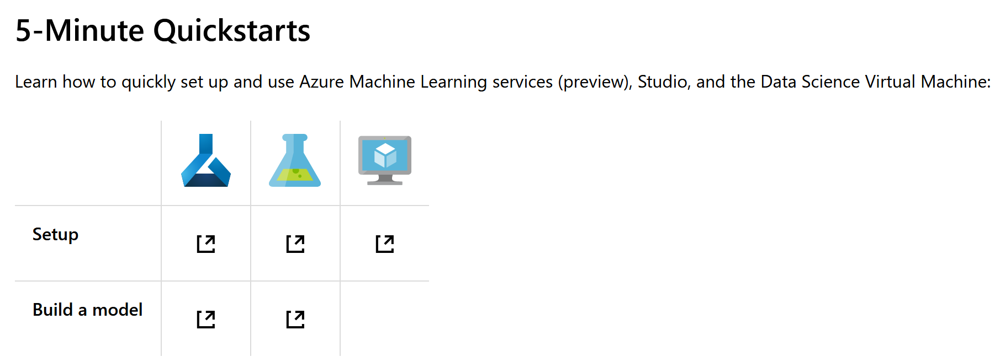 5-Minute Quickstarts
Learn how to quickly set up and use Azure Machine Learning services (preview), Studio, and the Data Science Virtual Machine:
Setup
Build a model